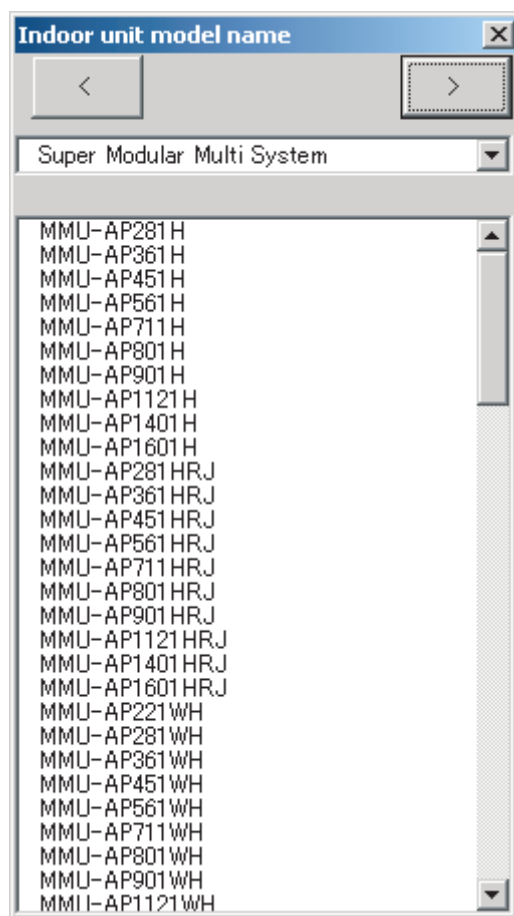 Indoor unit model name
<
>
Super Modular Multi System
MMU-AP281H
MMU-AP361H
MMU-AP451H
MMU-AP561H
MMU-AP711H
MMU-AP801H
MMU-AP901H
MMU-AP1121H
MMU-AP1401H
MMU-AP1601H
MMU-AP281HRJ
MMU-AP361HRJ
MMU-AP451HRJ
MMU-AP561HRJ
MMU-AP711HRJ
MMU-AP801HRJ
MMU-AP901HRJ
MMU-AP1121HRJ
MMU-AP1401HRJ
MMU-AP1601HRJ
MMU-AP221WH
MMU-AP281WH
MMU-AP361WH
MMU-AP451WH
MMU-AP561WH
MMU-AP711WH
MMU-AP801WH
MMU-AP901WH
MMU-AP1121WH